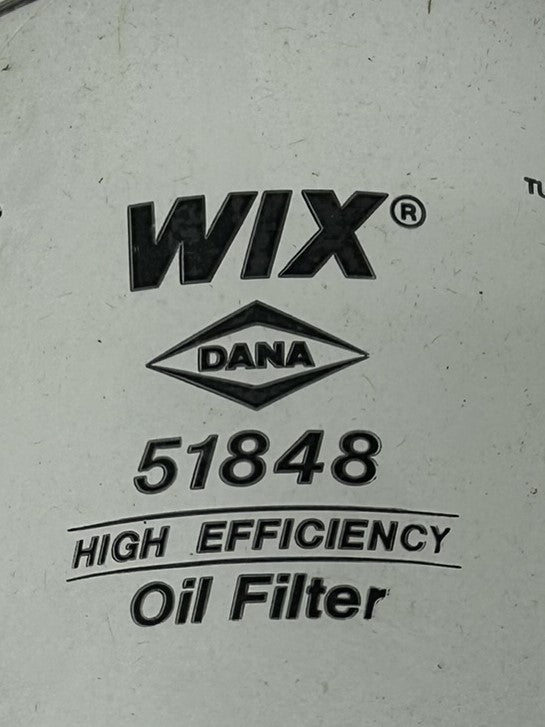 WIX®
DANA
51848
HIGH EFFICIENCY
Oil Filter